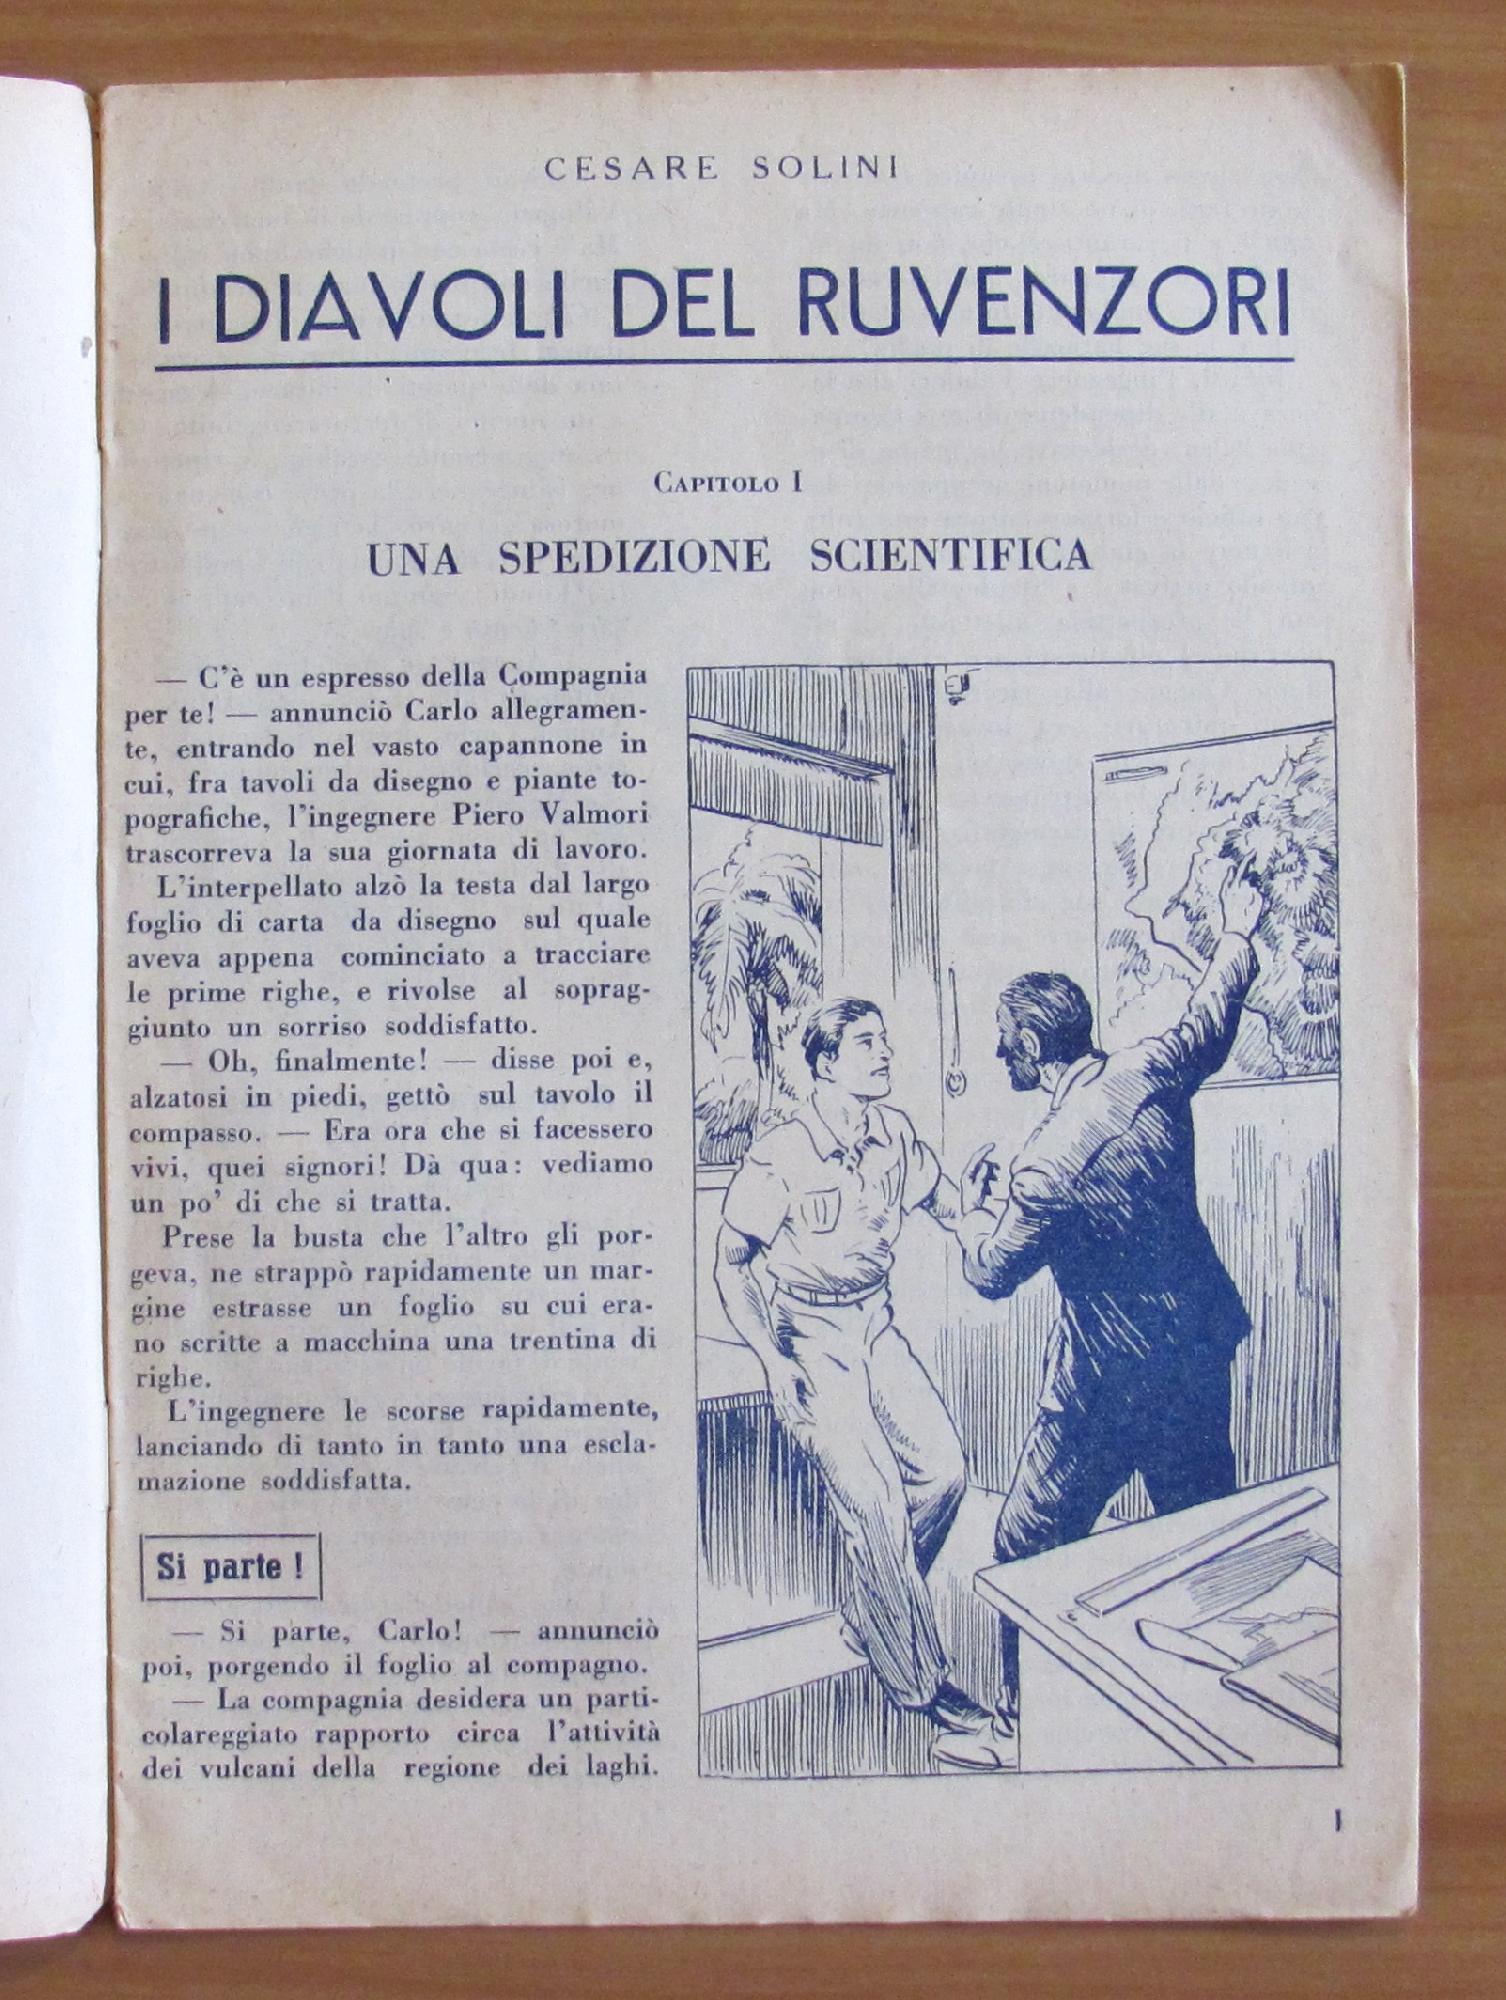 CESARE SOLINI
I DIAVOLI DEL RUVENZORI
CAPITOLO I
UNA SPEDIZIONE SCIENTIFICA
— C'è un espresso della Compagnia
per te! — annunciò Carlo allegramen-
te, entrando nel vasto capannone in
cui, fra tavoli da disegno e piante to-
pografiche, l'ingegnere Piero Valmori
trascorreva la sua giornata di lavoro.
L'interpellato alzò la testa dal largo
foglio di carta da disegno sul quale
aveva appena cominciato a tracciare
le prime righe, e rivolse al soprag-
giunto un sorriso soddisfatto.
— Oh, finalmente! — disse poi e,
alzatosi in piedi, gettò sul tavolo il
compasso. — Era ora che si facessero
vivi, quei signori! Dà qua: vediamo
un po' di che si tratta.
Prese la busta che l'altro gli por-
geva, ne strappò rapidamente un mar-
gine estrasse un foglio su cui era-
no scritte a macchina una trentina di
righe.
L'ingegnere le scorse rapidamente,
lanciando di tanto in tanto una escla-
mazione soddisfatta.
Si parte!
— Si parte, Carlo! — annunciò
poi, porgendo il foglio al compagno.
— La compagnia desidera un parti-
colareggiato rapporto circa l'attività
dei vulcani della regione dei laghi.
1